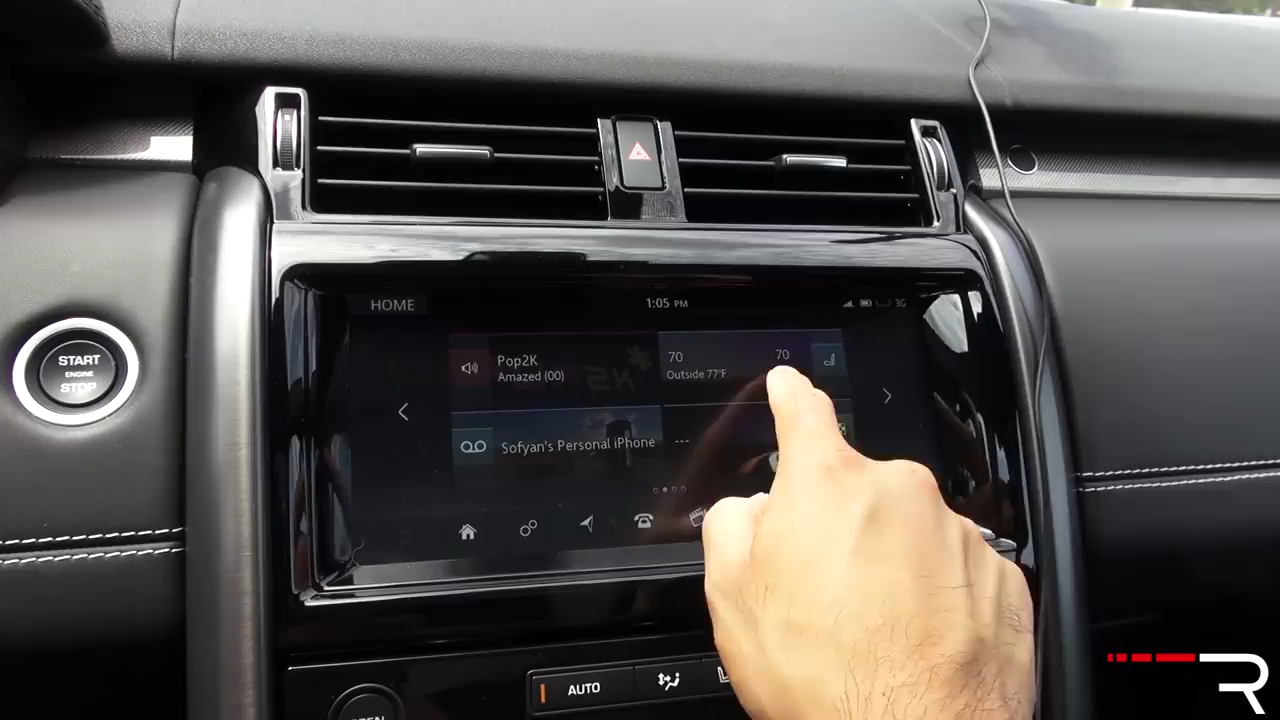 HOME
1:05 PM
3G
Pop2K
Amazed (00)
2K*
70
70
Outside 77°F
Sofyan's Personal iPhone
---
START
ENGINE
STOP
AUTO
R